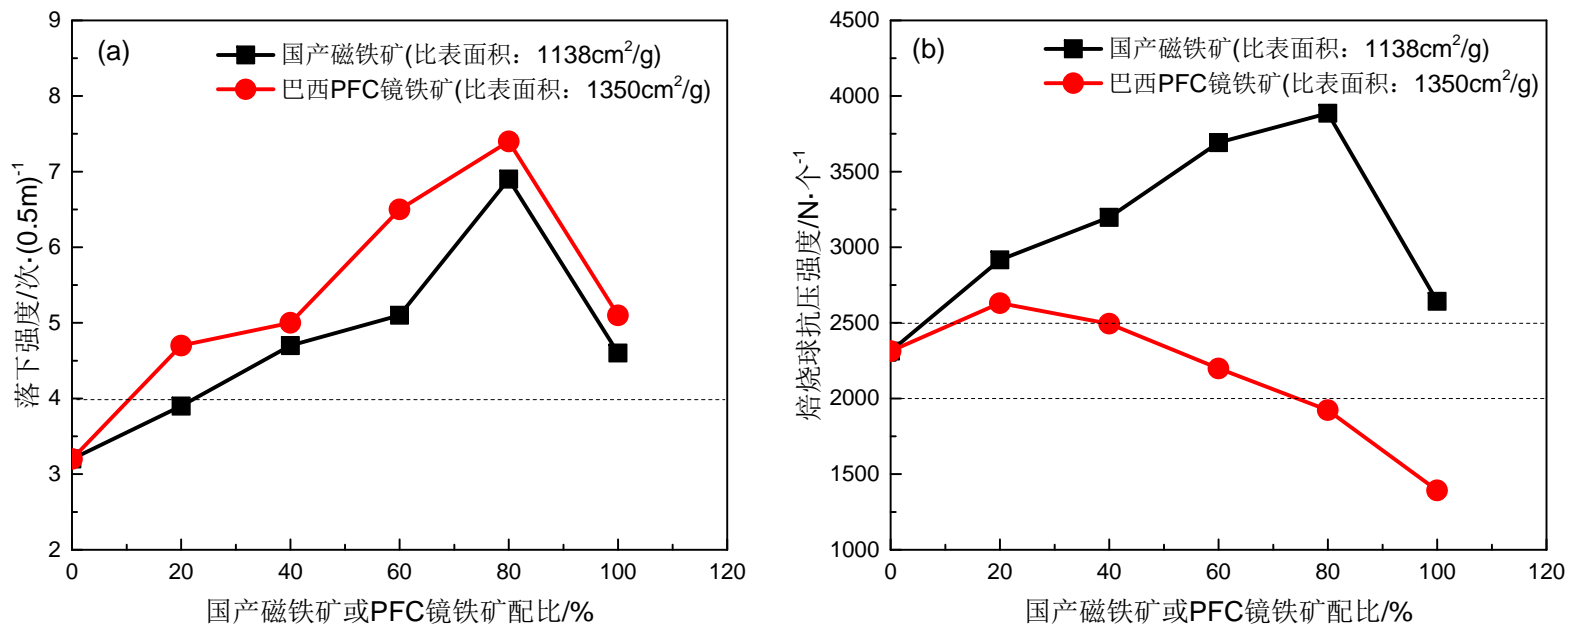 (a)
国产磁铁矿(比表面积：1138cm²/g)
巴西PFC镜铁矿(比表面积：1350cm²/g)
落下强度/次·(0.5m)⁻¹
9
8
7
6
5
4
3
2
0 20 40 60 80 100 120
国产磁铁矿或PFC镜铁矿配比/%
(b)
国产磁铁矿(比表面积：1138cm²/g)
巴西PFC镜铁矿(比表面积：1350cm²/g)
焙烧球抗压强度/N·个⁻¹
4500
4000
3500
3000
2500
2000
1500
1000
0 20 40 60 80 100 120
国产磁铁矿或PFC镜铁矿配比/%